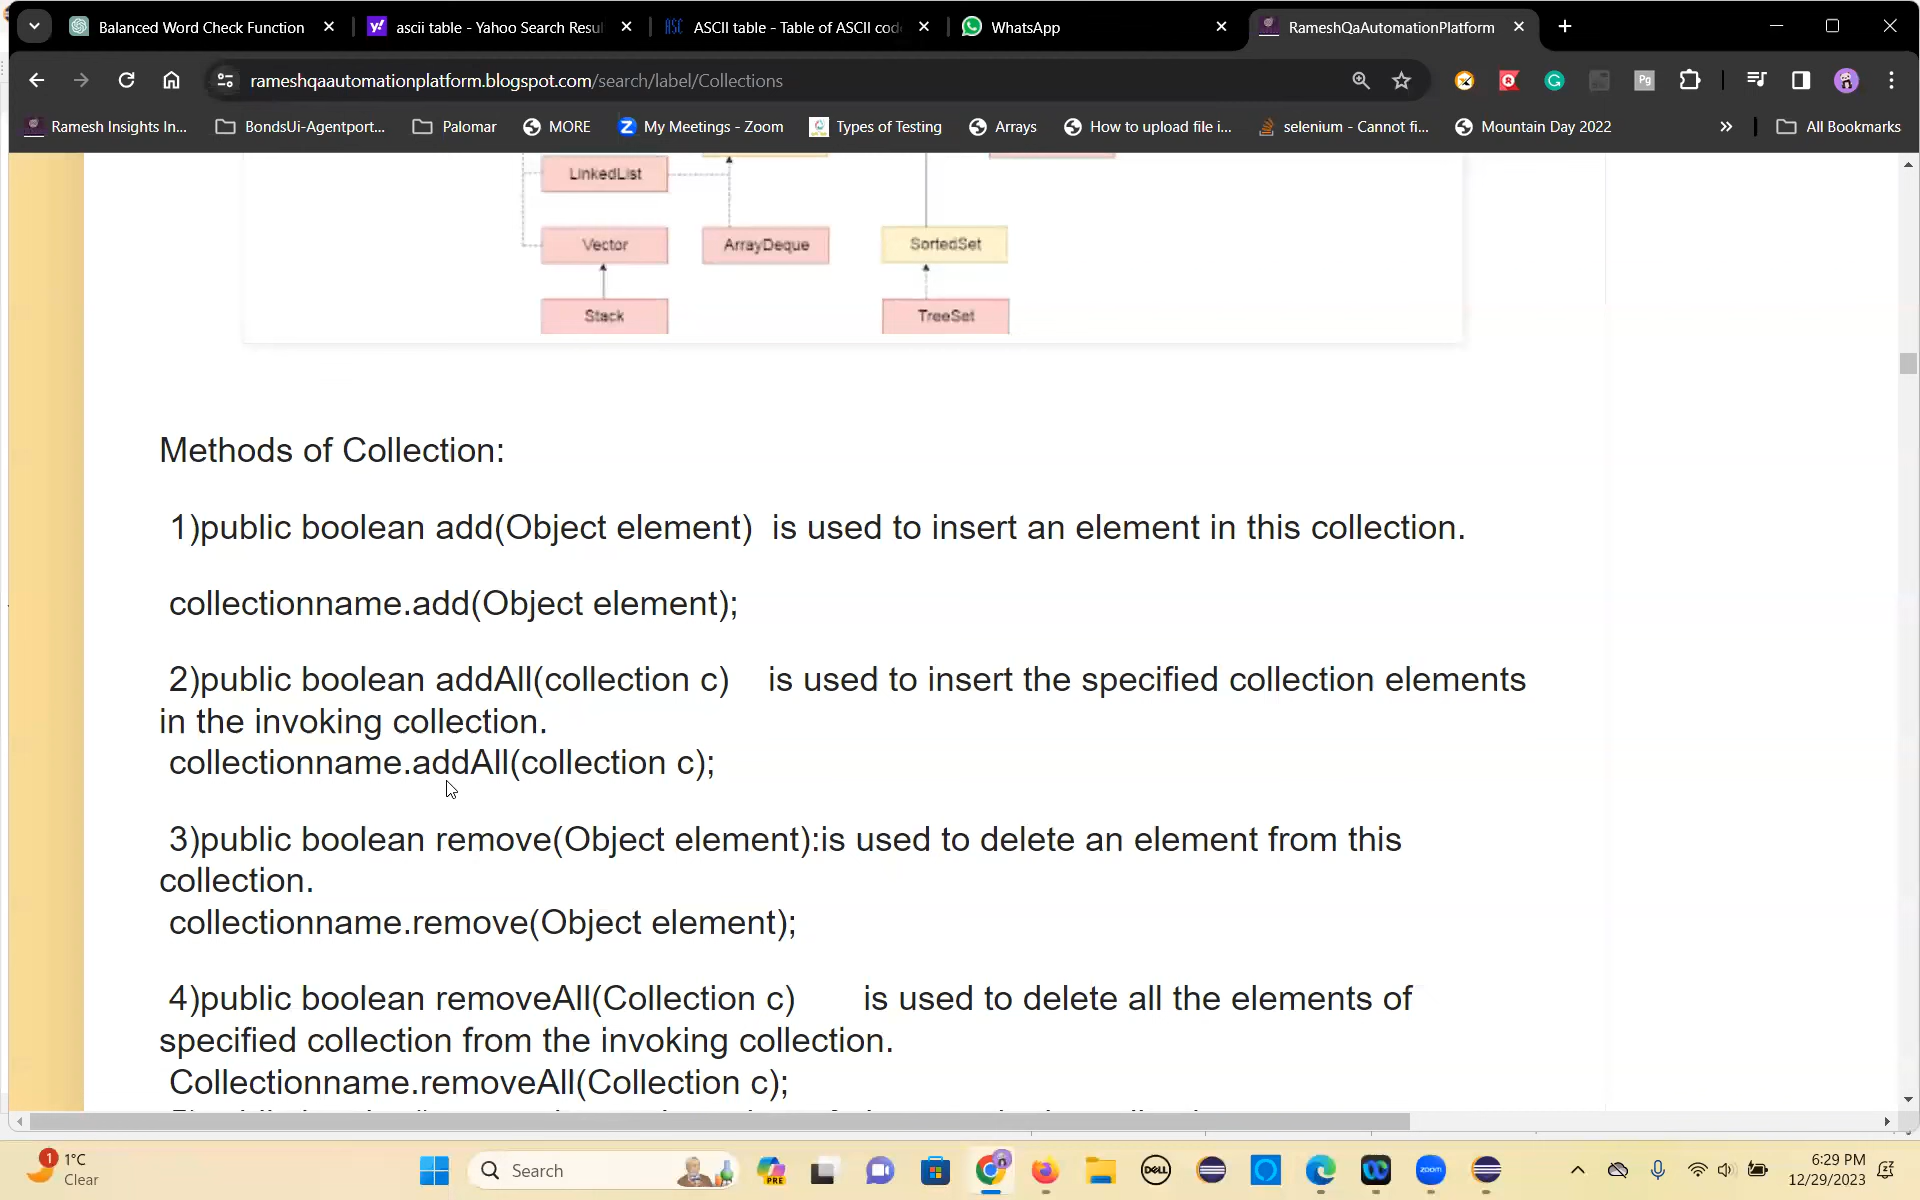 Balanced Word Check Function
ascii table - Yahoo Search Resul
ASC ASCII table - Table of ASCII code
WhatsApp
RameshQaAutomationPlatform
rameshqaautomationplatform.blogspot.com/search/label/Collections
Ramesh Insights In...
BondsUi-Agentport...
Palomar
MORE
My Meetings - Zoom
Types of Testing
Arrays
How to upload file i...
selenium - Cannot fi...
Mountain Day 2022
All Bookmarks
LinkedList
Vector
ArrayDeque
SortedSet
Stack
TreeSet
Methods of Collection:
1)public boolean add(Object element)  is used to insert an element in this collection.
collectionname.add(Object element);
2)public boolean addAll(collection c)    is used to insert the specified collection elements
in the invoking collection.
collectionname.addAll(collection c);
3)public boolean remove(Object element):is used to delete an element from this
collection.
collectionname.remove(Object element);
4)public boolean removeAll(Collection c)       is used to delete all the elements of
specified collection from the invoking collection.
Collectionname.removeAll(Collection c);
1
1°C
Clear
Search
PRE
DELL
zoom
6:29 PM
12/29/2023